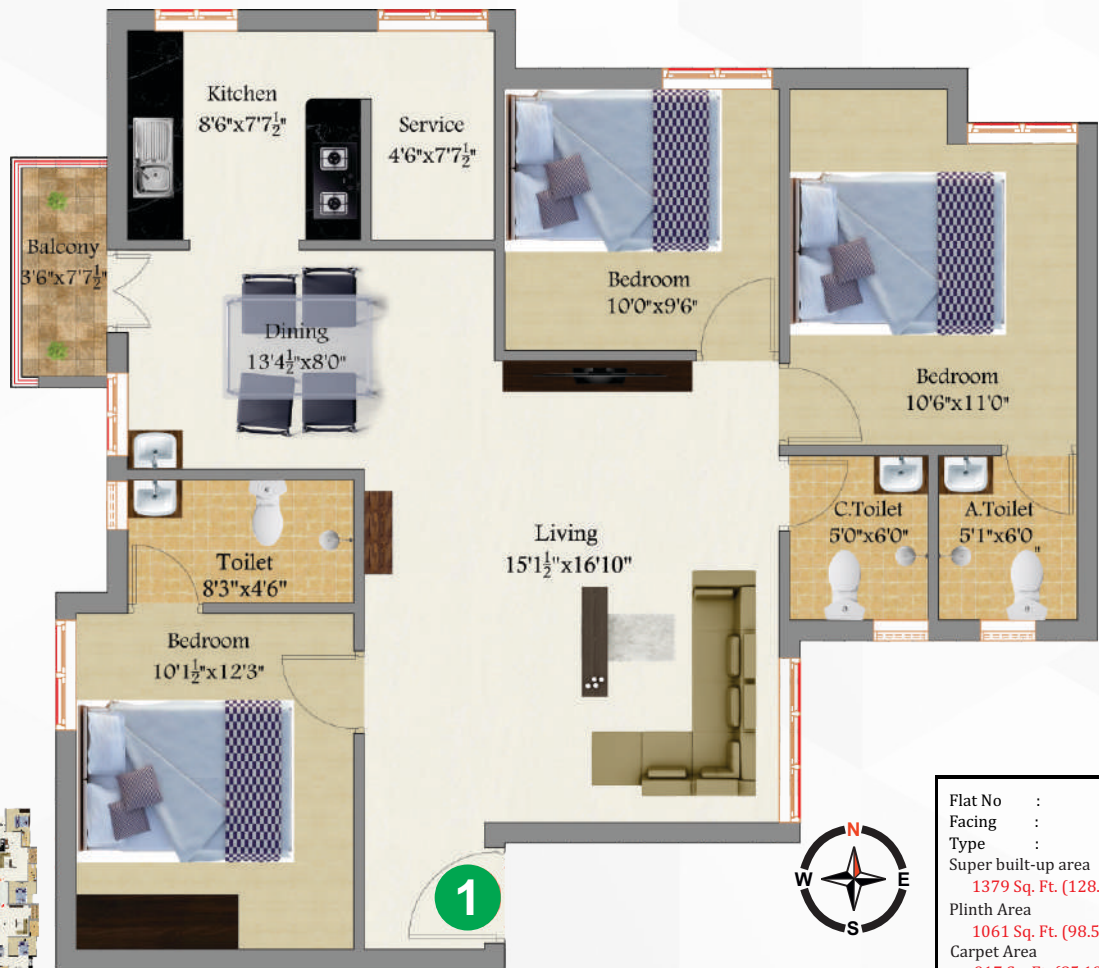 Kitchen
8'6"x7'7½"
Service
4'6"x7'7½"
Balcony
3'6"x7'7½"
Bedroom
10'0"x9'6"
Dining
13'4½"x8'0"
Bedroom
10'6"x11'0"
Living
15'1½"x16'10"
C.Toilet
5'0"x6'0"
A.Toilet
5'1"x6'0"
Toilet
8'3"x4'6"
Bedroom
10'1½"x12'3"
1
N
W
E
S
Flat No :
Facing :
Type :
Super built-up area
1379 Sq. Ft. (128.
Plinth Area
1061 Sq. Ft. (98.5
Carpet Area